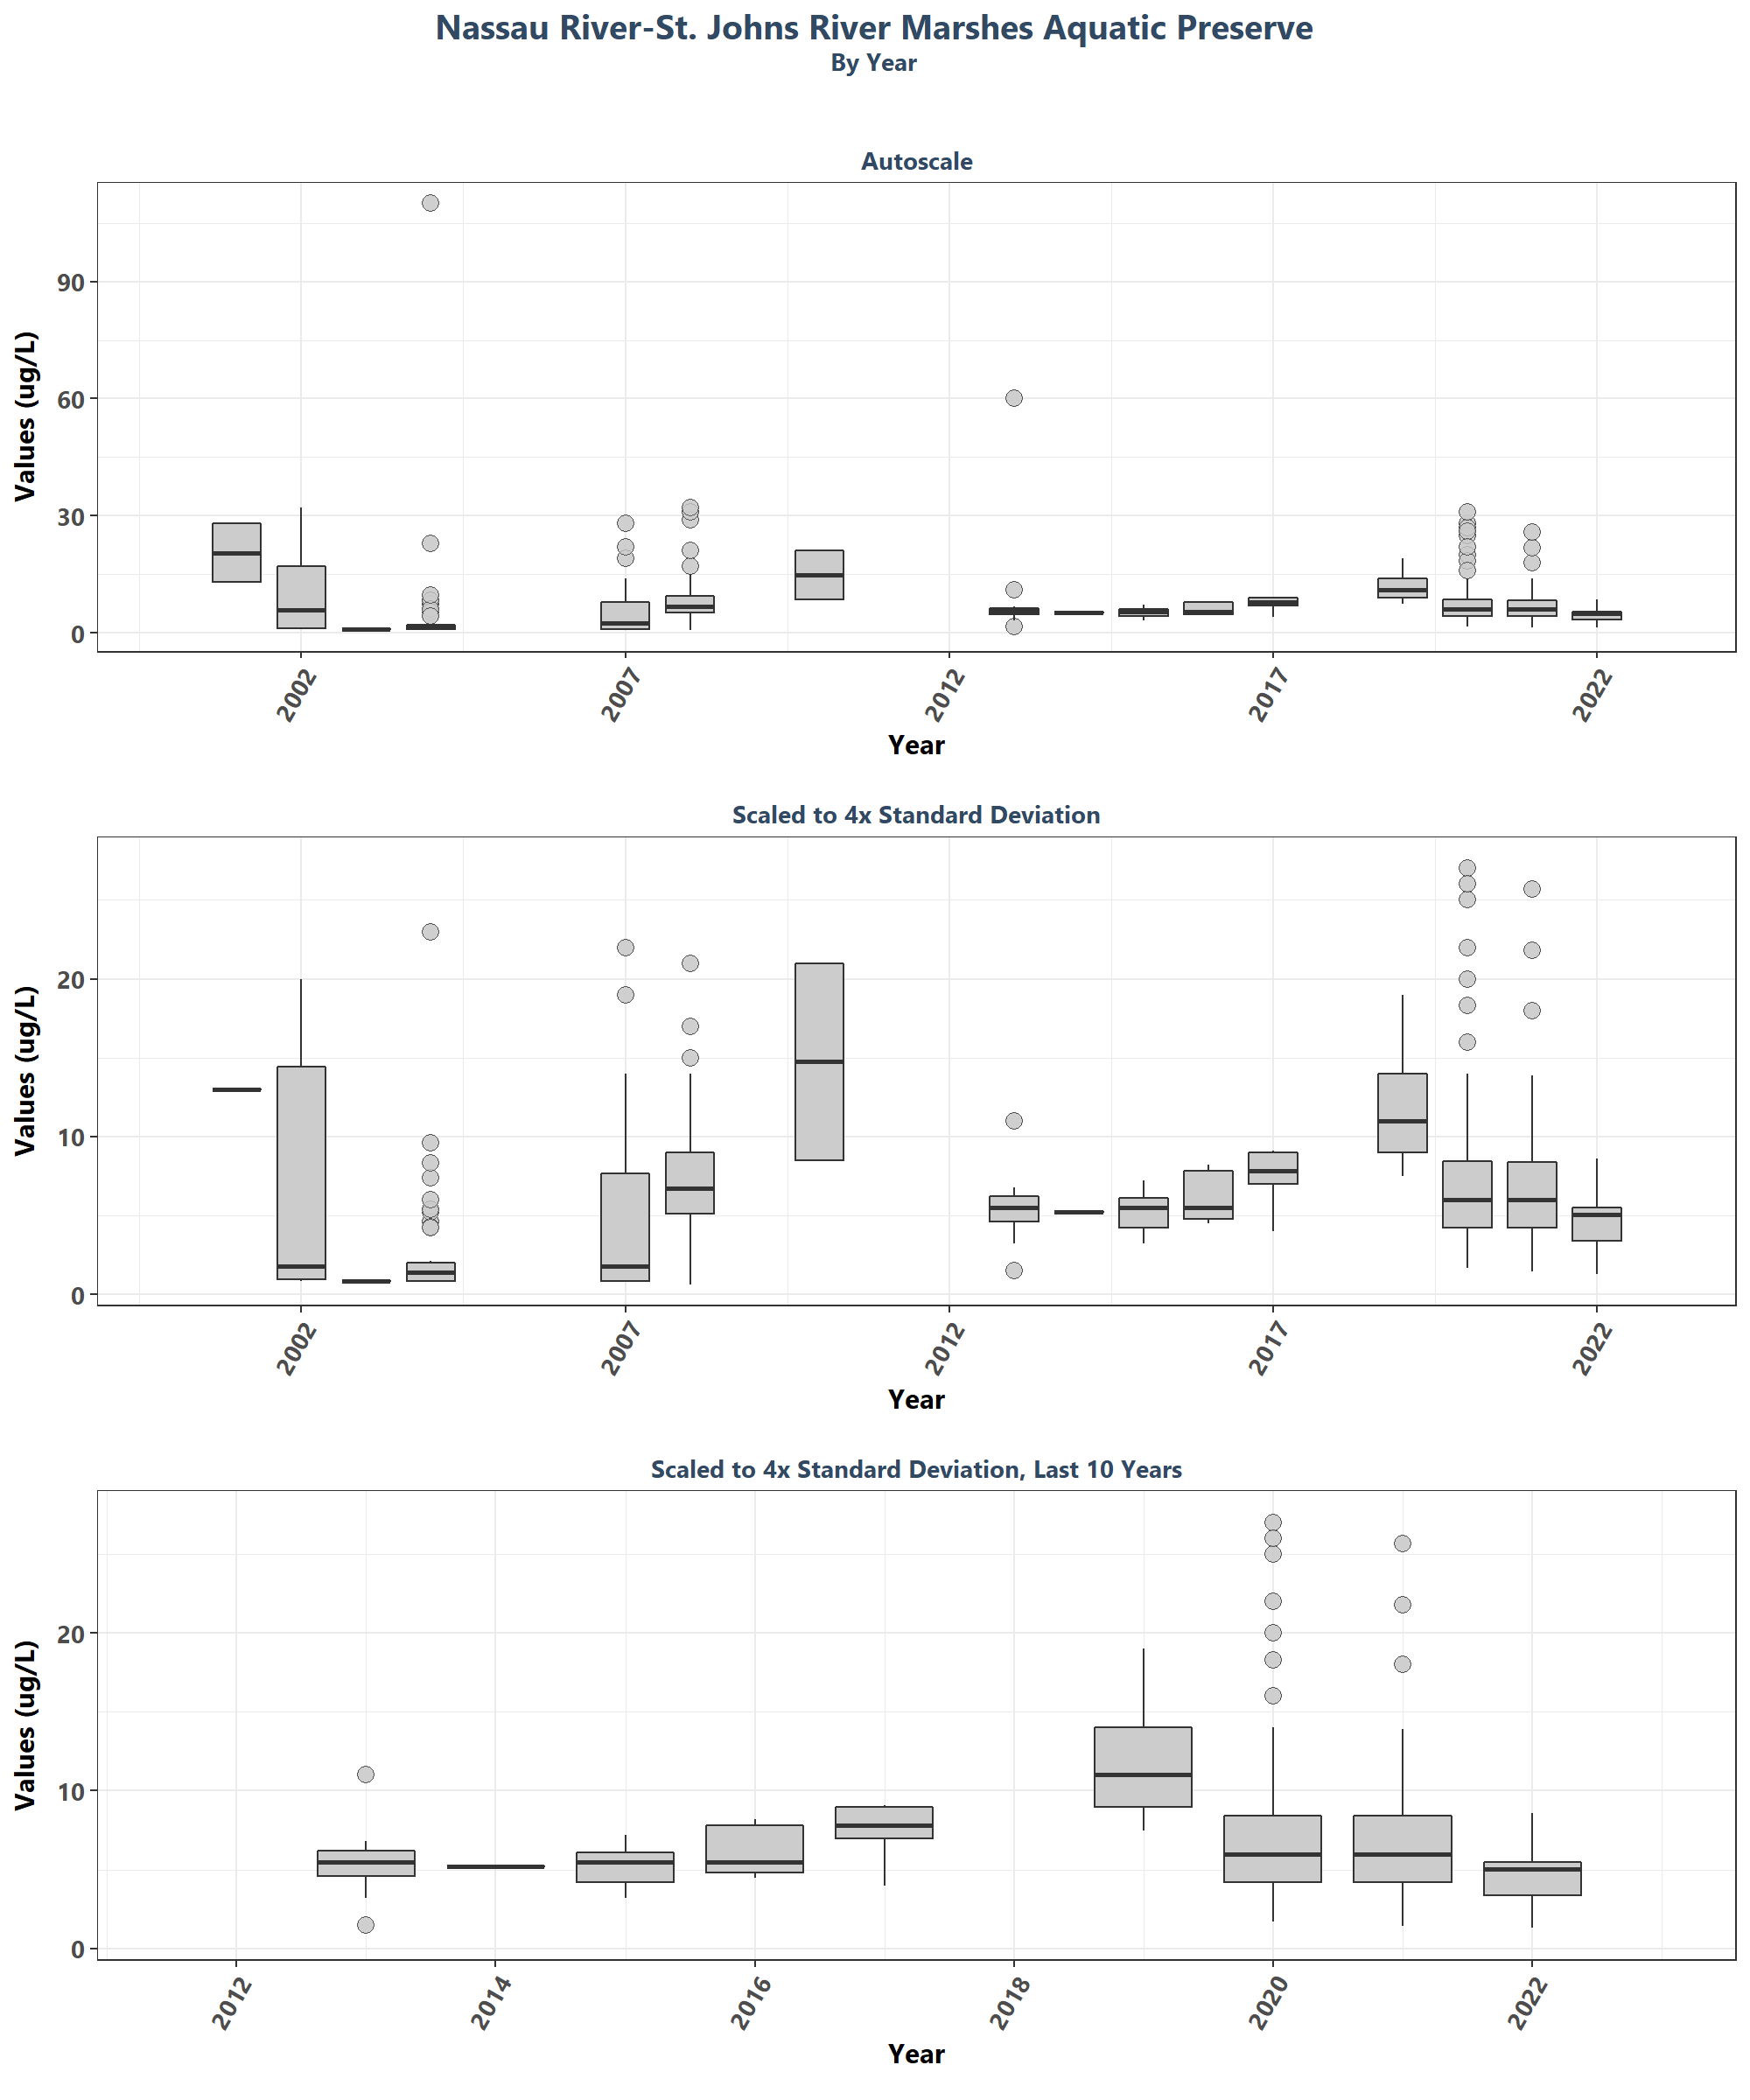 Nassau River-St. Johns River Marshes Aquatic Preserve
By Year
Autoscale
Values (ug/L)
90
60
30
0
2002
2007
2012
2017
2022
Year
Scaled to 4x Standard Deviation
Values (ug/L)
20
10
0
2002
2007
2012
2017
2022
Year
Scaled to 4x Standard Deviation, Last 10 Years
Values (ug/L)
20
10
0
2012
2014
2016
2018
2020
2022
Year